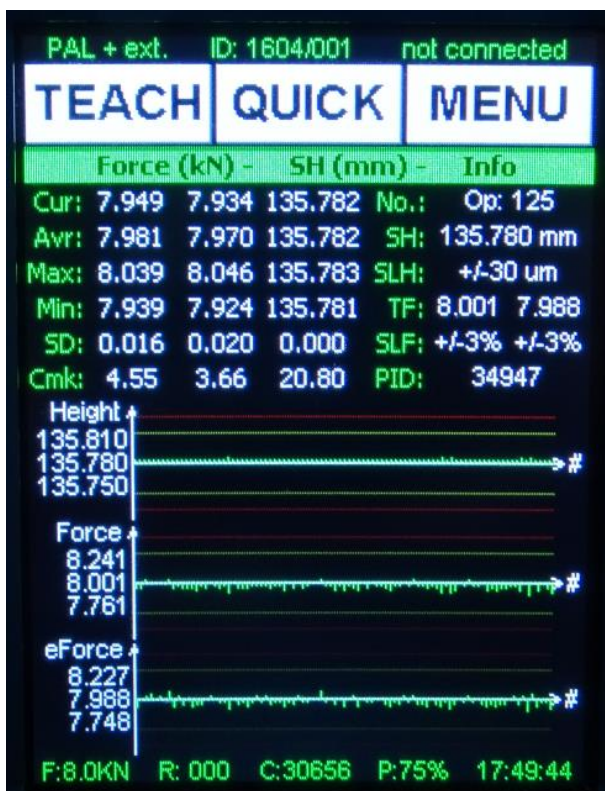 PAL + ext. ID: 1604/001 not connected
TEACH QUICK MENU
Force (kN) - SH (mm) - Info
Cur: 7.949 7.934 135.782 No.: Op: 125
Avr: 7.981 7.970 135.782 SH: 135.780 mm
Max: 8.039 8.046 135.783 SLH: +/-30 um
Min: 7.939 7.924 135.781 TF: 8.001 7.988
SD: 0.016 0.020 0.000 SLF: +/-3% +/-3%
Cmk: 4.55 3.66 20.80 PID: 34947
Height
135.810
135.780 #
135.750
Force
8.241
8.001 #
7.761
eForce
8.227
7.988 #
7.748
F:8.0KN R: 000 C:30656 P:75% 17:49:44